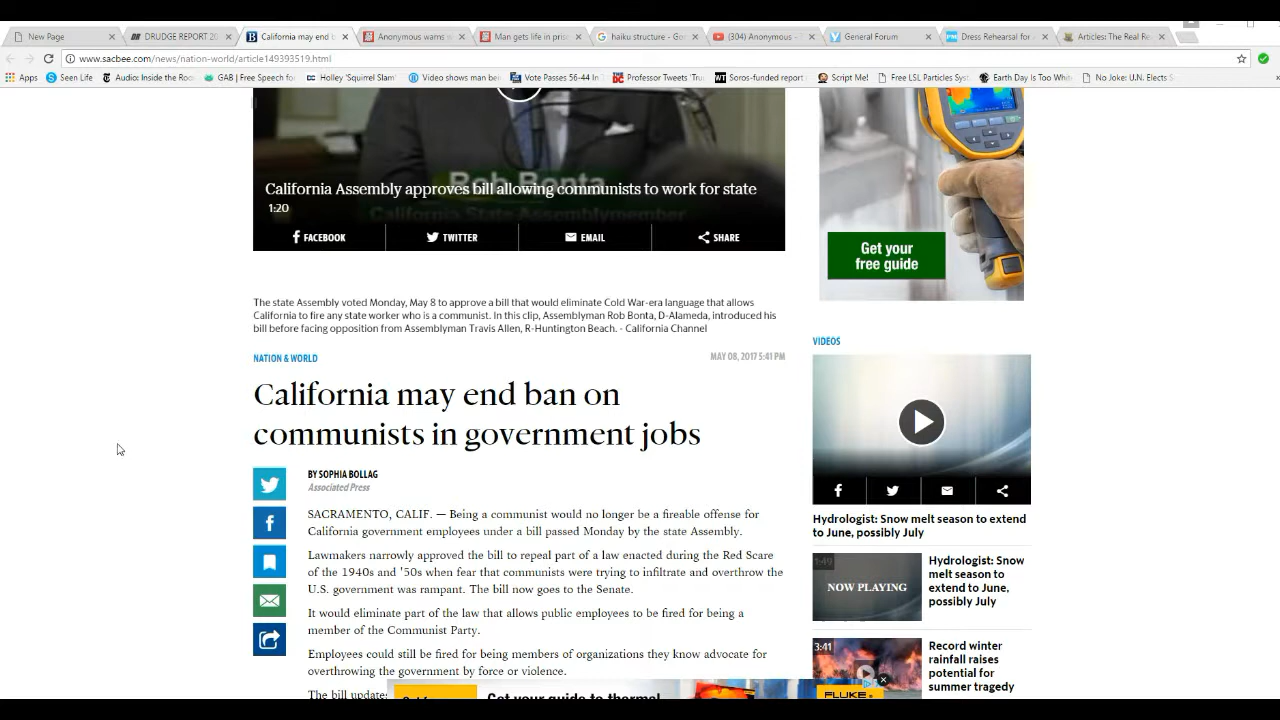 New Page
DRUDGE REPORT 20
California may end b
Anonymous warns w
Man gets life in prise
haiku structure - Go
(304) Anonymous - T
General Forum
Dress Rehearsal for
Articles: The Real Re
www.sacbee.com/news/nation-world/article149393519.html
Apps
Seen Life
Audio: Inside the Ror
GAB | Free Speech fo
Holley 'Squirrel Slam'
Video shows man bei
Vote Passes 56-44 In
Professor Tweets 'Tru
Soros-funded report
Script Me!
Free LSL Particles Syst
Earth Day Is Too Whit
No Joke: U.N. Elects S
Rob Bonta
California Assembly approves bill allowing communists to work for state
California State Assemblymember
1:20
FACEBOOK
TWITTER
EMAIL
SHARE
Get your
free guide
The state Assembly voted Monday, May 8 to approve a bill that would eliminate Cold War-era language that allows
California to fire any state worker who is a communist. In this clip, Assemblyman Rob Bonta, D-Alameda, introduced his
bill before facing opposition from Assemblyman Travis Allen, R-Huntington Beach. - California Channel
NATION & WORLD
MAY 08, 2017 5:41 PM
California may end ban on
communists in government jobs
BY SOPHIA BOLLAG
Associated Press
SACRAMENTO, CALIF. — Being a communist would no longer be a fireable offense for
California government employees under a bill passed Monday by the state Assembly.
Lawmakers narrowly approved the bill to repeal part of a law enacted during the Red Scare
of the 1940s and '50s when fear that communists were trying to infiltrate and overthrow the
U.S. government was rampant. The bill now goes to the Senate.
It would eliminate part of the law that allows public employees to be fired for being a
member of the Communist Party.
Employees could still be fired for being members of organizations they know advocate for
overthrowing the government by force or violence.
The bill update
VIDEOS
Hydrologist: Snow melt season to extend
to June, possibly July
1:49
NOW PLAYING
Hydrologist: Snow
melt season to
extend to June,
possibly July
3:41
Record winter
rainfall raises
potential for
summer tragedy
Get your guide to thermal
FLUKE